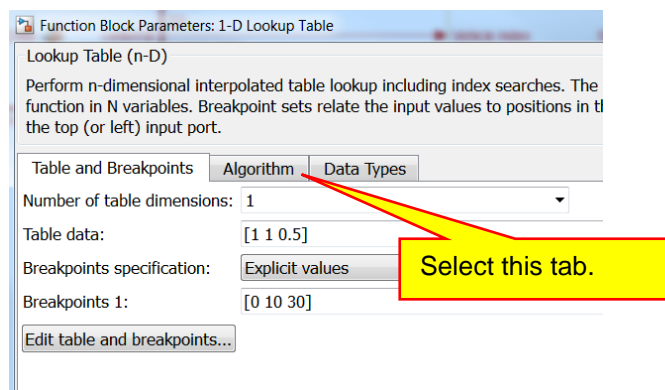 Function Block Parameters: 1-D Lookup Table
Lookup Table (n-D)
Perform n-dimensional interpolated table lookup including index searches. The
function in N variables. Breakpoint sets relate the input values to positions in
the top (or left) input port.
Table and Breakpoints Algorithm Data Types
Number of table dimensions: 1
Table data: [1 1 0.5]
Breakpoints specification: Explicit values
Breakpoints 1: [0 10 30]
Edit table and breakpoints...
Select this tab.